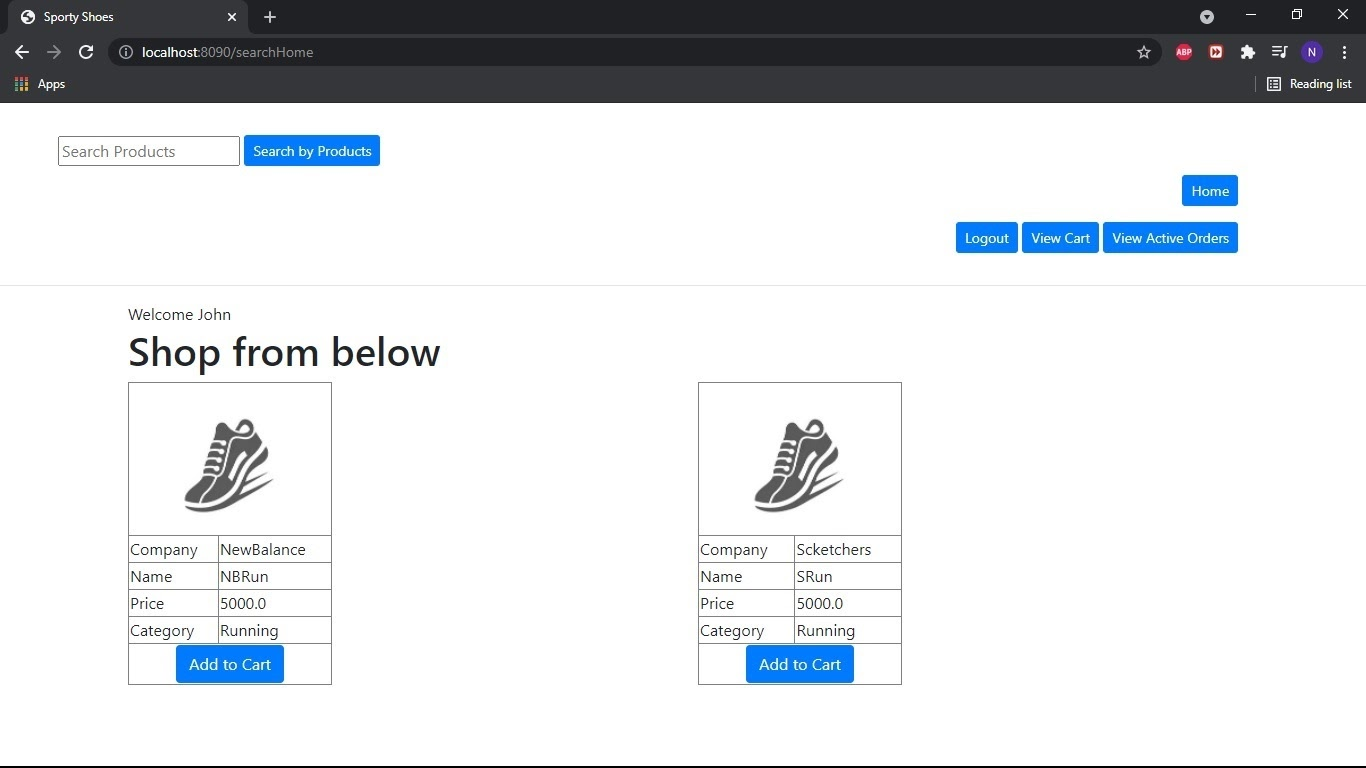 Sporty Shoes
localhost:8090/searchHome
ABP
N
Apps
Reading list
Search Products Search by Products
Home
Logout View Cart View Active Orders
Welcome John
Shop from below
Company NewBalance
Name NBRun
Price 5000.0
Category Running
Add to Cart
Company Scketchers
Name SRun
Price 5000.0
Category Running
Add to Cart